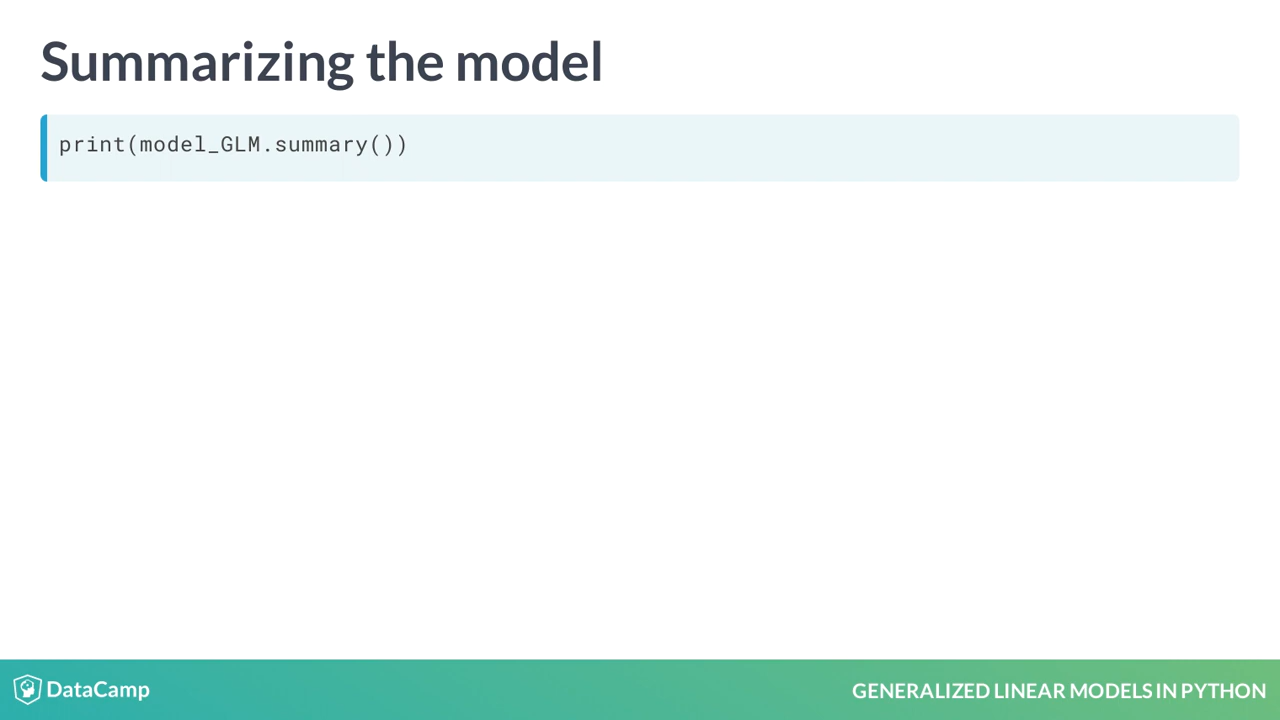 Summarizing the model
print(model_GLM.summary())
DataCamp
GENERALIZED LINEAR MODELS IN PYTHON